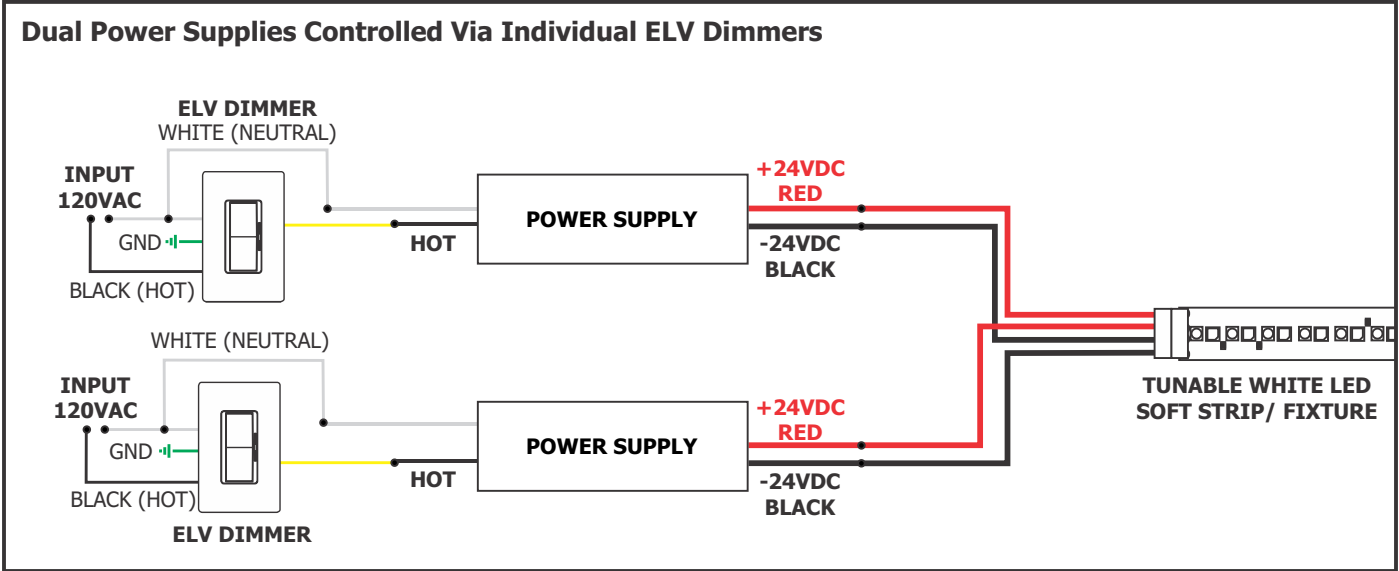 Dual Power Supplies Controlled Via Individual ELV Dimmers
ELV DIMMER
WHITE (NEUTRAL)
INPUT
120VAC
GND
BLACK (HOT)
HOT
POWER SUPPLY
+24VDC
RED
-24VDC
BLACK
WHITE (NEUTRAL)
INPUT
120VAC
GND
BLACK (HOT)
ELV DIMMER
HOT
POWER SUPPLY
+24VDC
RED
-24VDC
BLACK
TUNABLE WHITE LED
SOFT STRIP/ FIXTURE